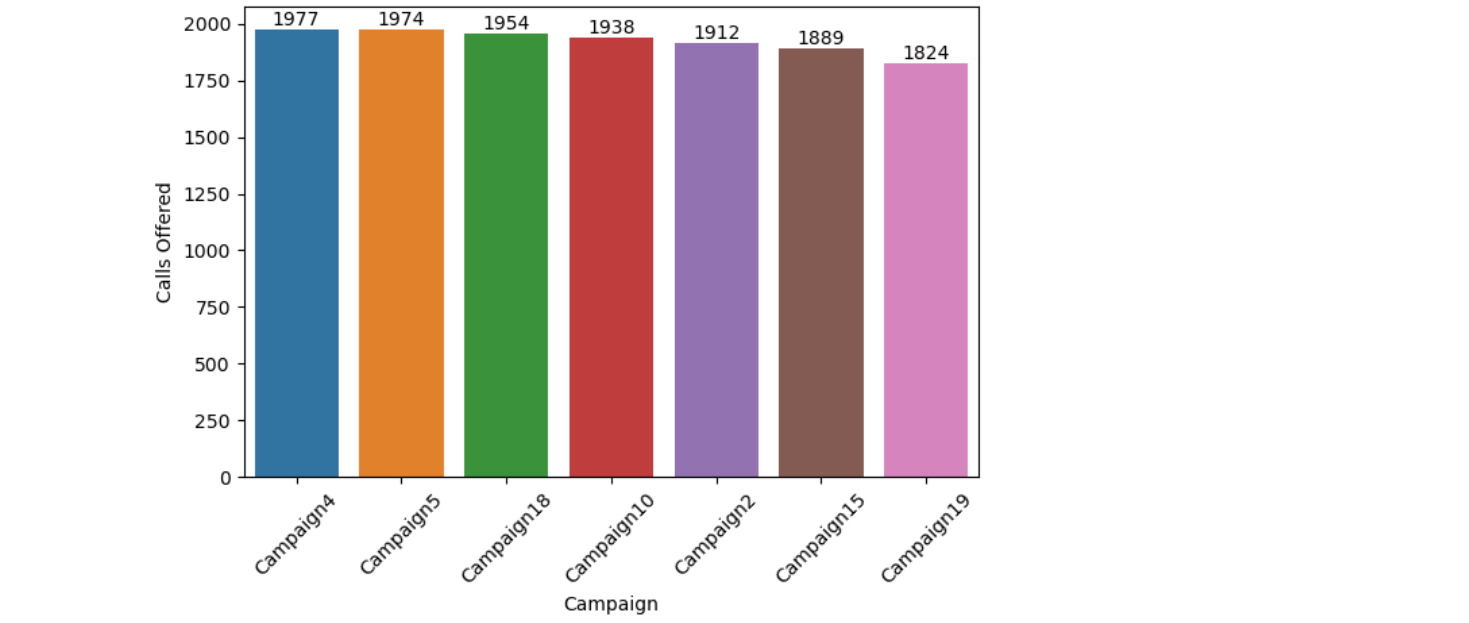 1977 1974 1954 1938 1912 1889 1824
2000
1750
1500
1250
1000
750
500
250
0
Calls Offered
Campaign4 Campaign5 Campaign18 Campaign10 Campaign2 Campaign15 Campaign19
Campaign